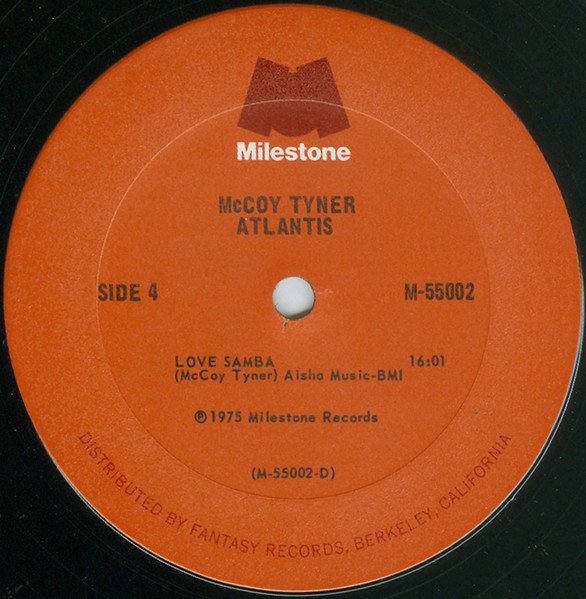 Milestone
McCOY TYNER
ATLANTIS
SIDE 4
M-55002
LOVE SAMBA 16:01
(McCoy Tyner) Aisha Music-BMI
℗1975 Milestone Records
(M-55002-D)
DISTRIBUTED BY FANTASY RECORDS, BERKELEY, CALIFORNIA